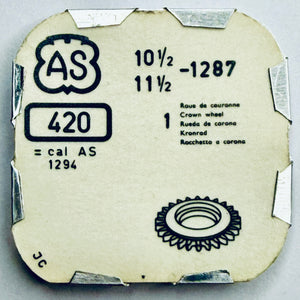 AS
10½
11½ -1287
420
= cal AS
1294
1
Roue de couronne
Crown wheel
Rueda de corona
Kronrad
Rocchetto a corona
JC